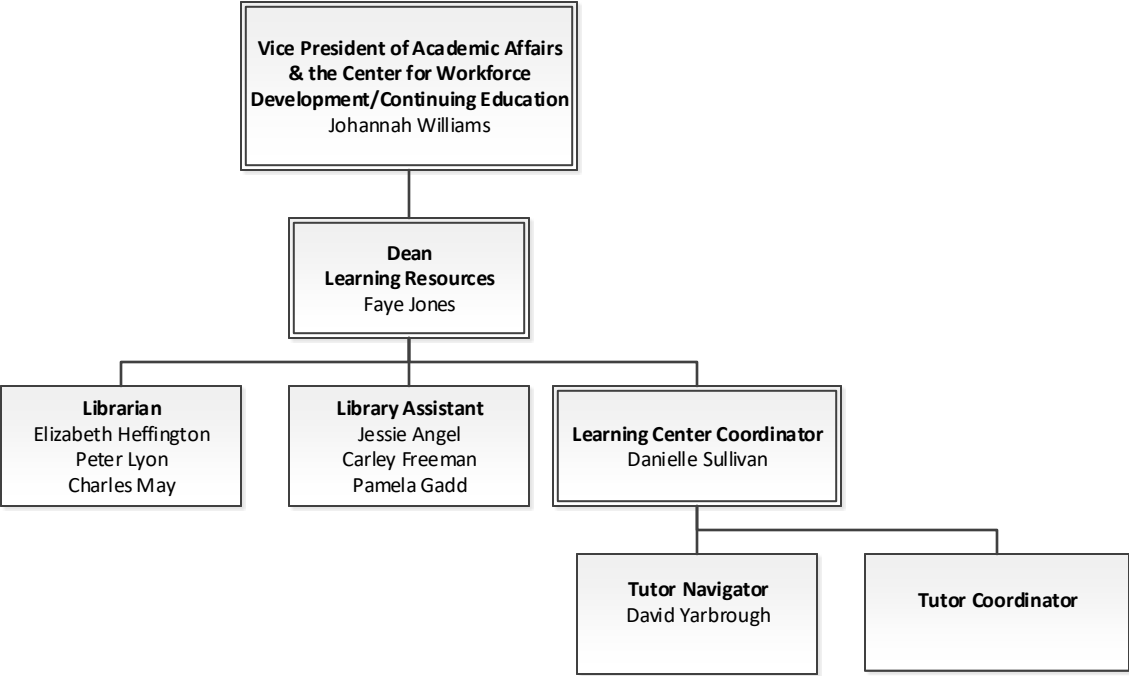 Vice President of Academic Affairs
& the Center for Workforce
Development/Continuing Education
Johannah Williams
Dean
Learning Resources
Faye Jones
Librarian
Elizabeth Heffington
Peter Lyon
Charles May
Library Assistant
Jessie Angel
Carley Freeman
Pamela Gadd
Learning Center Coordinator
Danielle Sullivan
Tutor Navigator
David Yarbrough
Tutor Coordinator